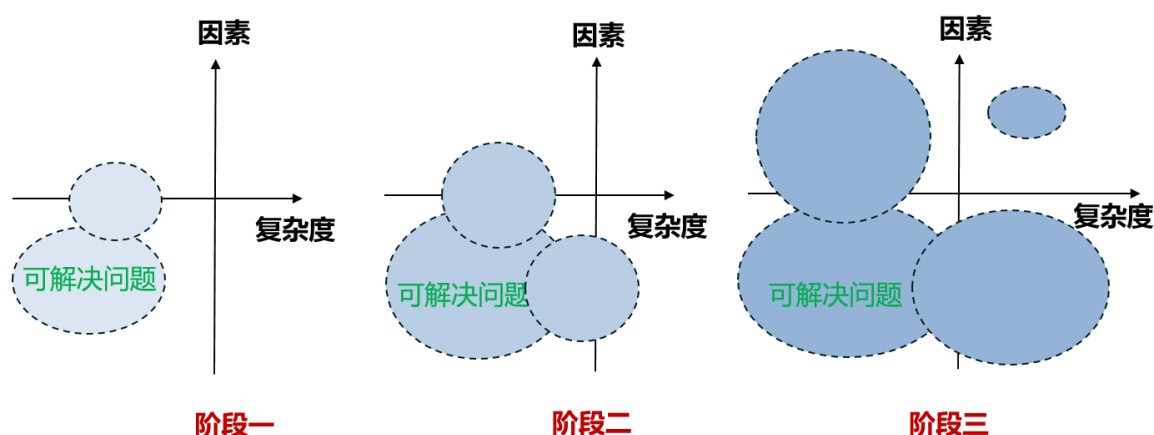 因素
复杂度
可解决问题
阶段一
因素
复杂度
可解决问题
阶段二
因素
复杂度
可解决问题
阶段三